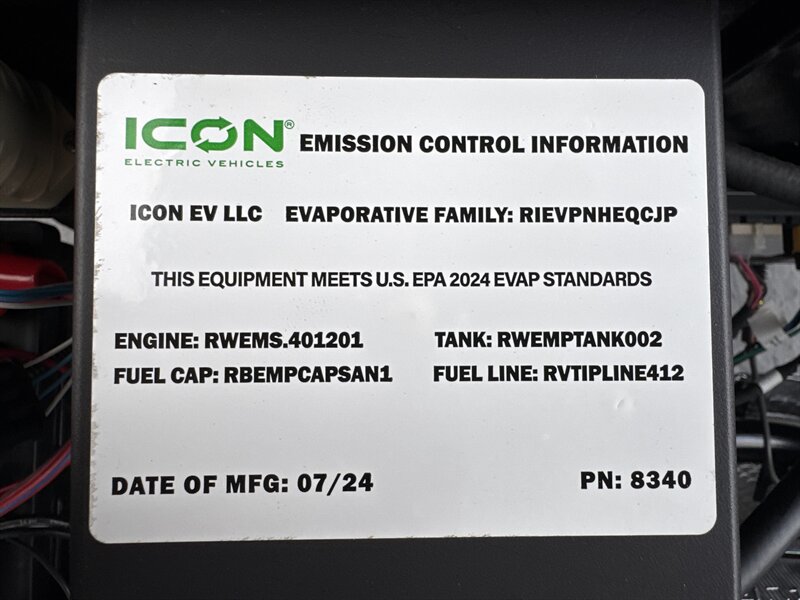 ICON® EMISSION CONTROL INFORMATION
ELECTRIC VEHICLES
ICON EV LLC EVAPORATIVE FAMILY: RIEVPNHEQCJP
THIS EQUIPMENT MEETS U.S. EPA 2024 EVAP STANDARDS
ENGINE: RWEMS.401201 TANK: RWEMPTANK002
FUEL CAP: RBEMPCAPSAN1 FUEL LINE: RVTIPLINE412
DATE OF MFG: 07/24 PN: 8340